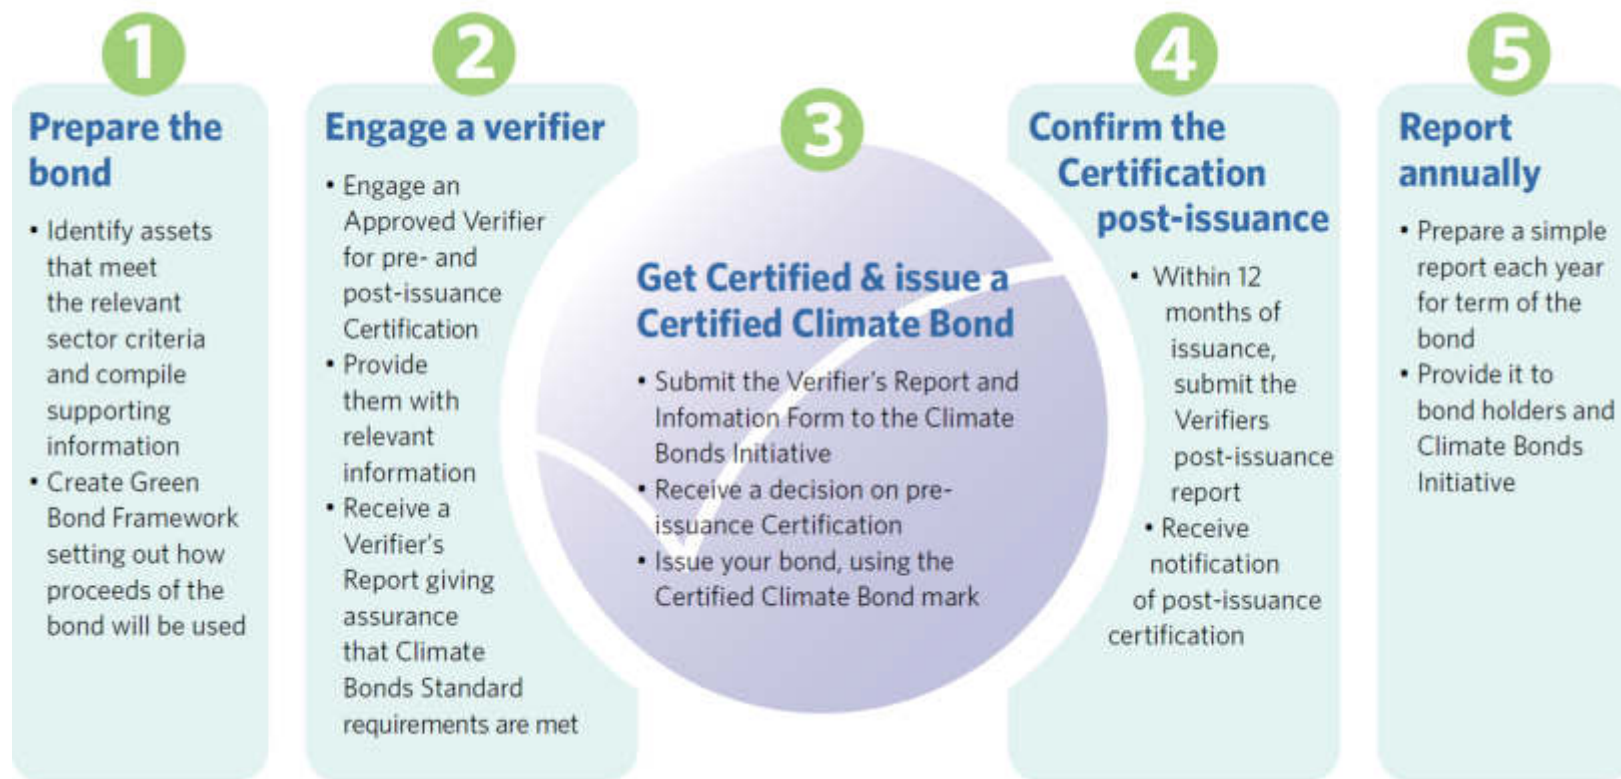 1
Prepare the
bond
• Identify assets
that meet
the relevant
sector criteria
and compile
supporting
information
• Create Green
Bond Framework
setting out how
proceeds of the
bond will be used
2
Engage a verifier
• Engage an
Approved Verifier
for pre- and
post-issuance
Certification
• Provide
them with
relevant
information
• Receive a
Verifier's
Report giving
assurance
that Climate
Bonds Standard
requirements are met
3
Get Certified & issue a
Certified Climate Bond
• Submit the Verifier's Report and
Infomation Form to the Climate
Bonds Initiative
• Receive a decision on pre-
issuance Certification
• Issue your bond, using the
Certified Climate Bond mark
4
Confirm the
Certification
post-issuance
• Within 12
months of
issuance,
submit the
Verifiers
post-issuance
report
• Receive
notification
of post-issuance
certification
5
Report
annually
• Prepare a simple
report each year
for term of the
bond
• Provide it to
bond holders and
Climate Bonds
Initiative